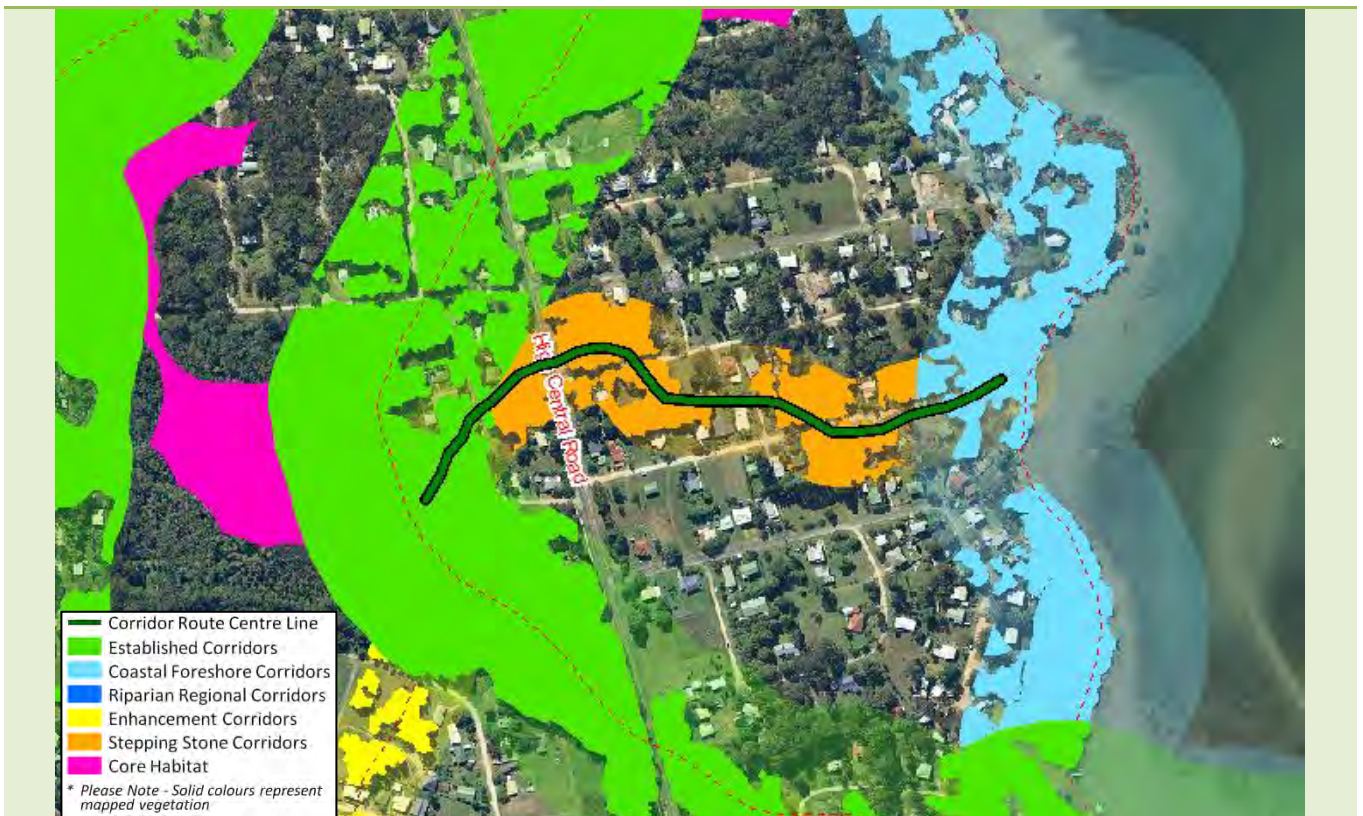 High Central Road
Corridor Route Centre Line
Established Corridors
Coastal Foreshore Corridors
Riparian Regional Corridors
Enhancement Corridors
Stepping Stone Corridors
Core Habitat
* Please Note - Solid colours represent
mapped vegetation